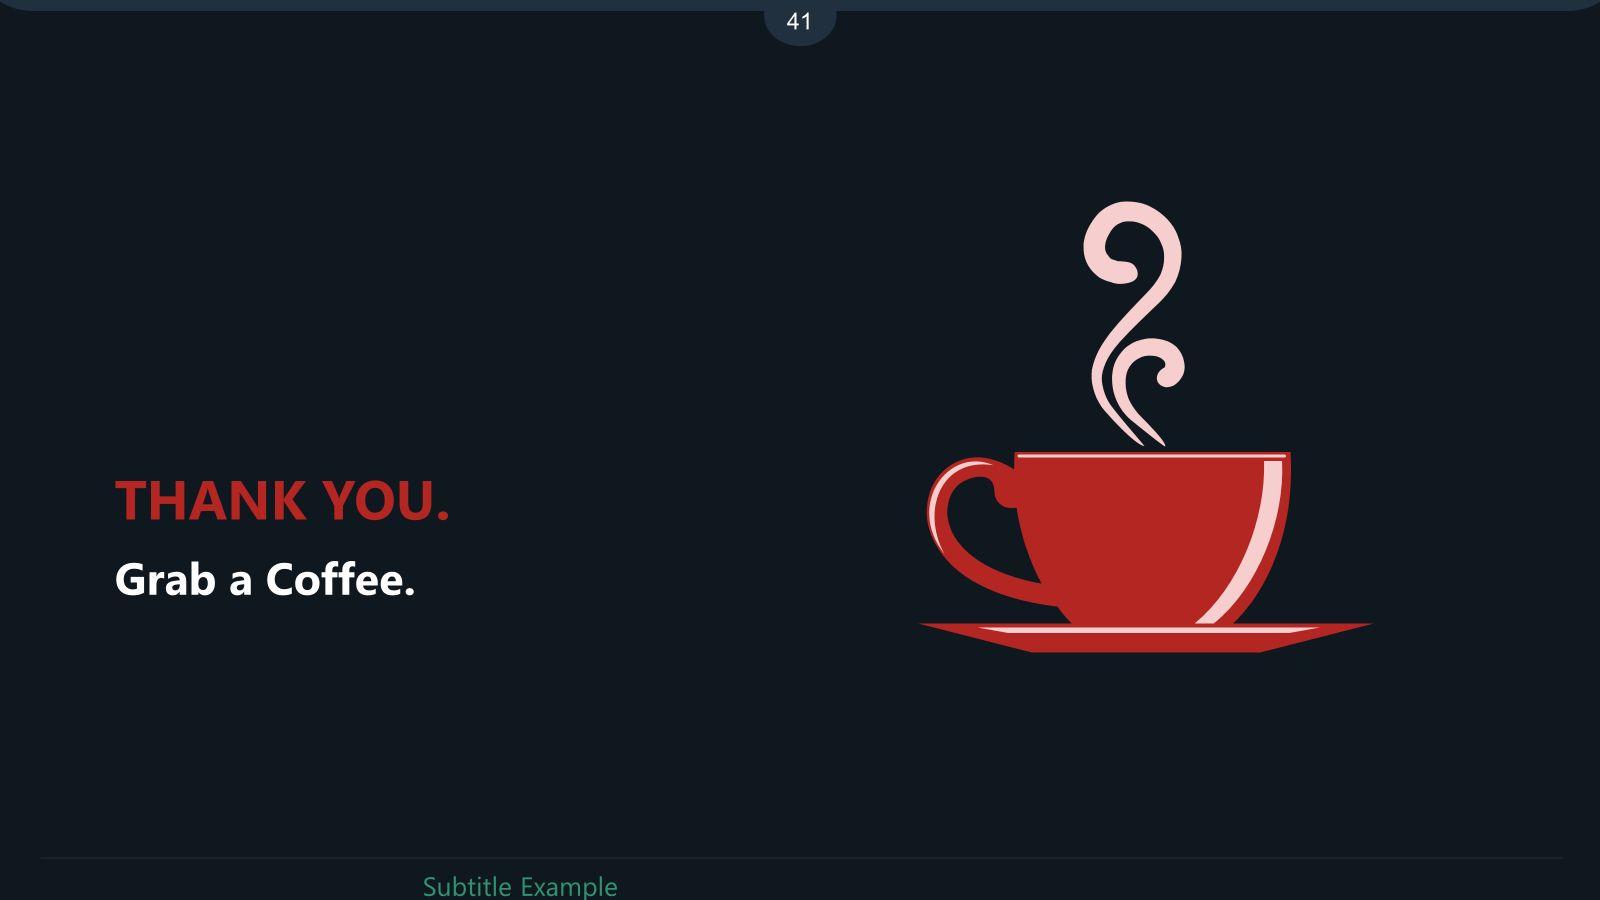 41
THANK YOU.
Grab a Coffee.
Subtitle Example